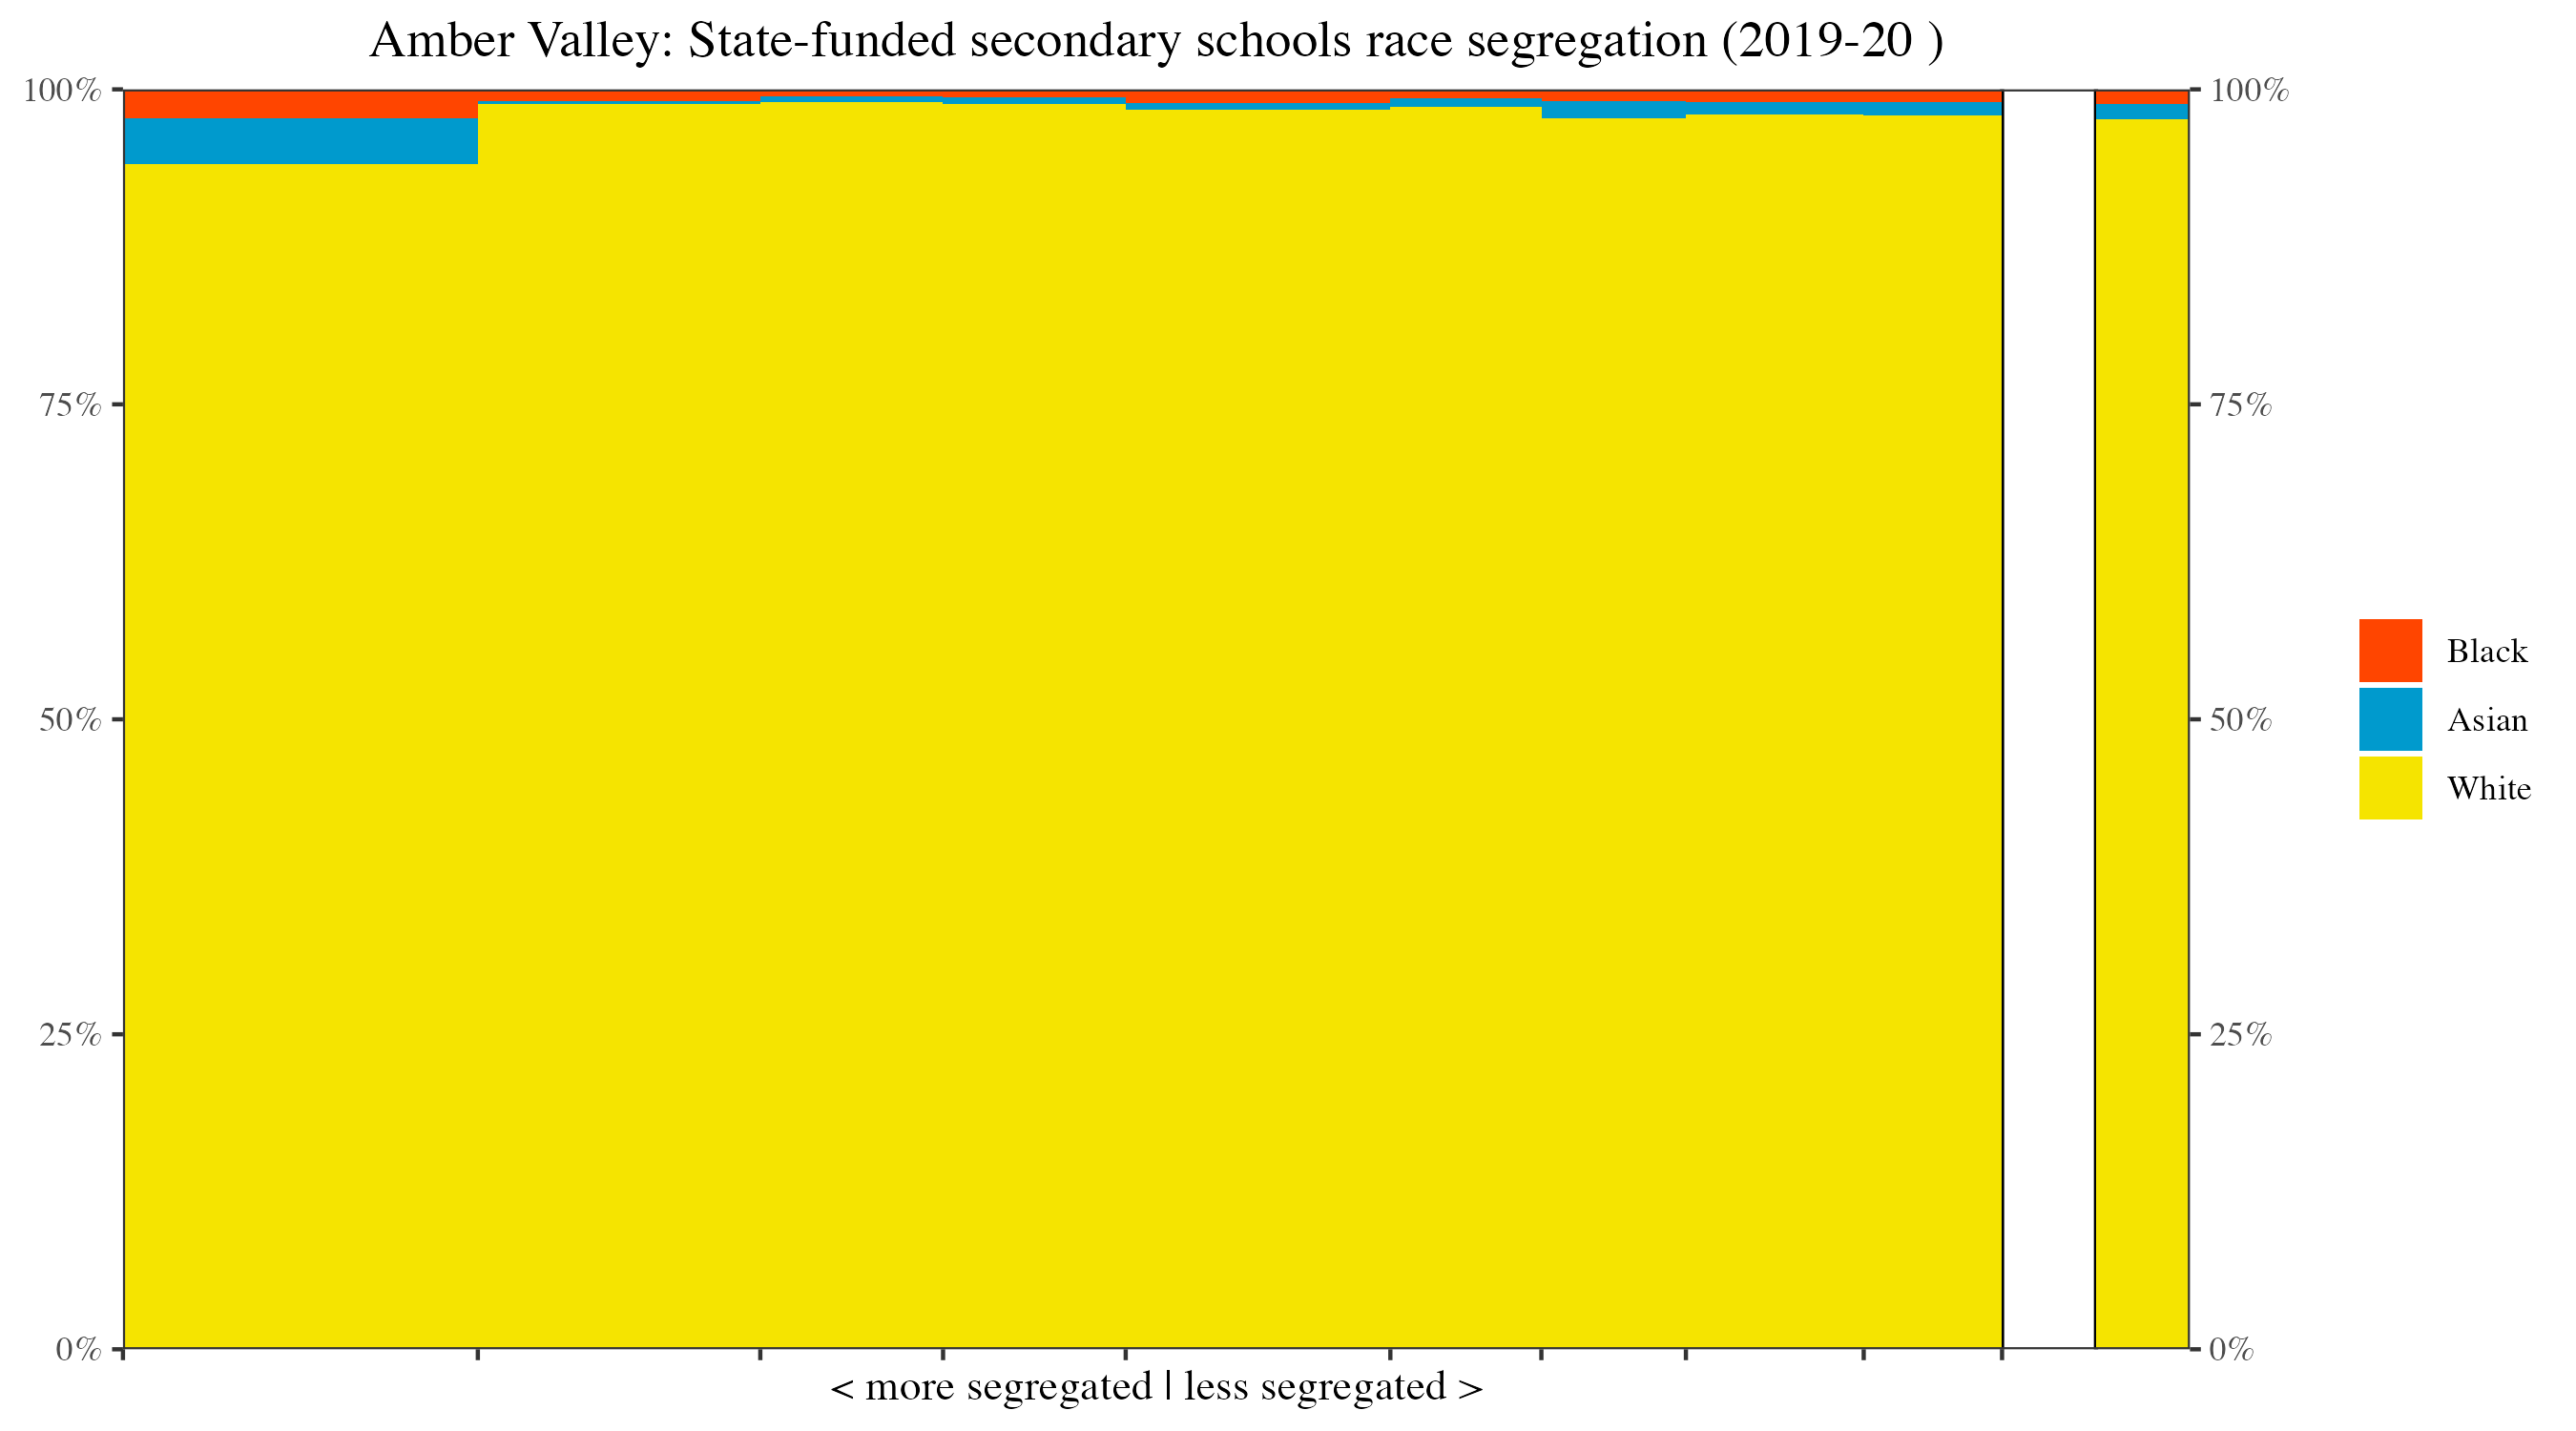 Amber Valley: State-funded secondary schools race segregation (2019-20 )
100%
75%
50%
25%
0%
100%
75%
50%
25%
0%
Black
Asian
White
< more segregated | less segregated >